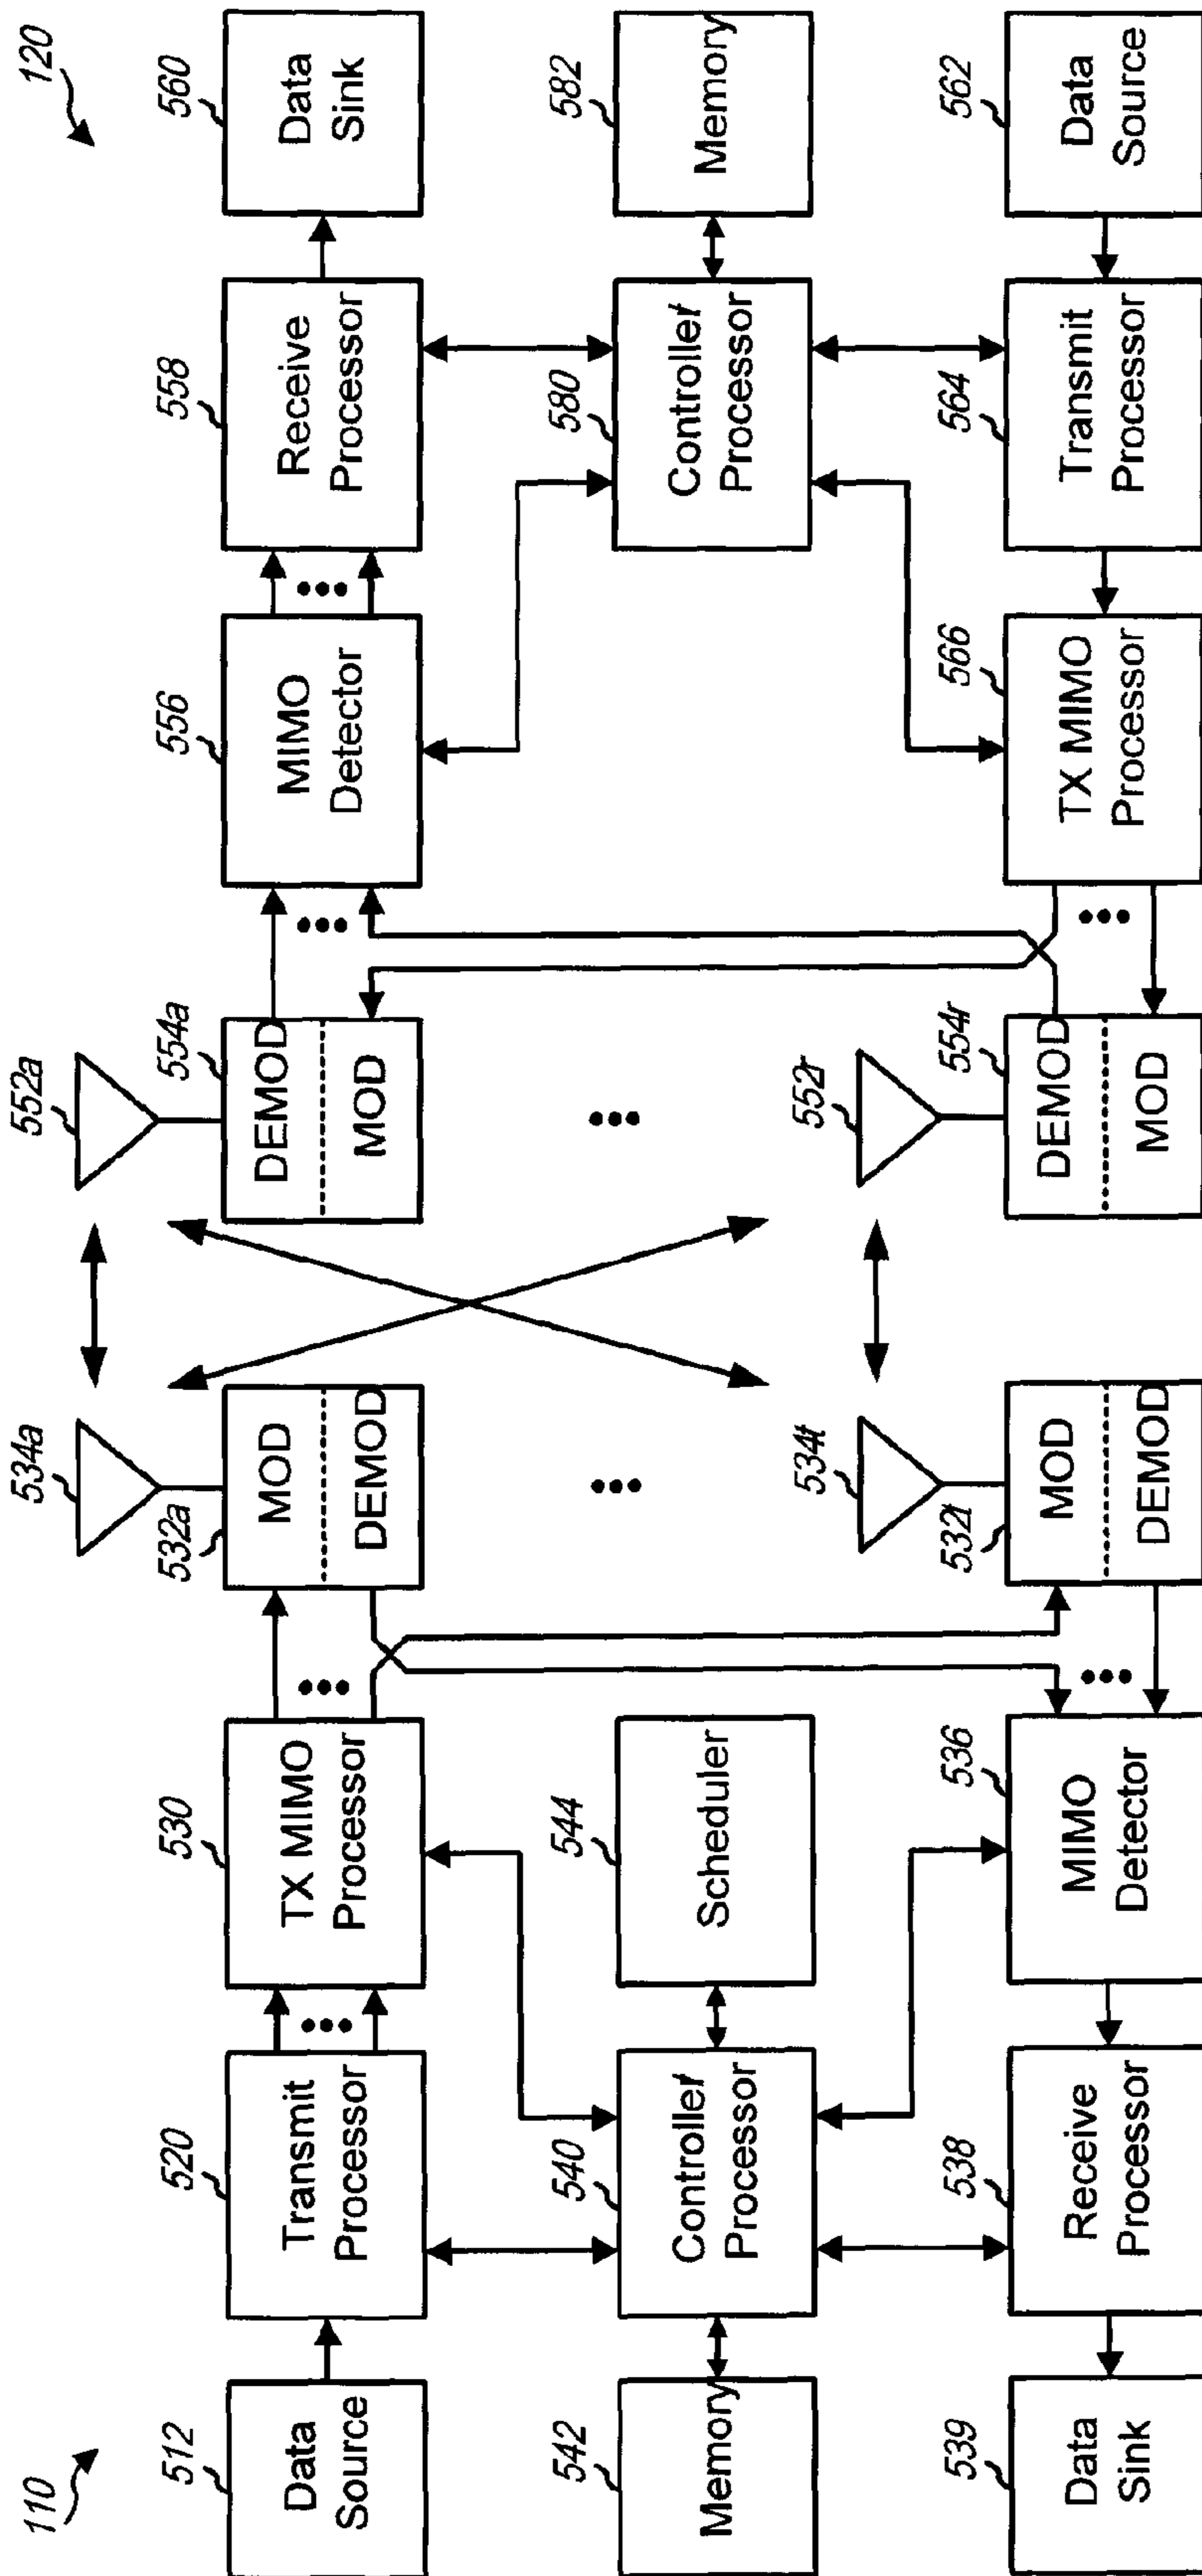 110
120
512
Data
Source
520
Transmit
Processor
530
TX MIMO
Processor
532a
MOD
DEMOD
534a
552a
554a
DEMOD
MOD
556
MIMO
Detector
558
Receive
Processor
560
Data
Sink
542
Memory
540
Controller/
Processor
544
Scheduler
580
Controller/
Processor
582
Memory
539
Data
Sink
538
Receive
Processor
536
MIMO
Detector
532t
MOD
DEMOD
534t
552r
554r
DEMOD
MOD
566
TX MIMO
Processor
564
Transmit
Processor
562
Data
Source